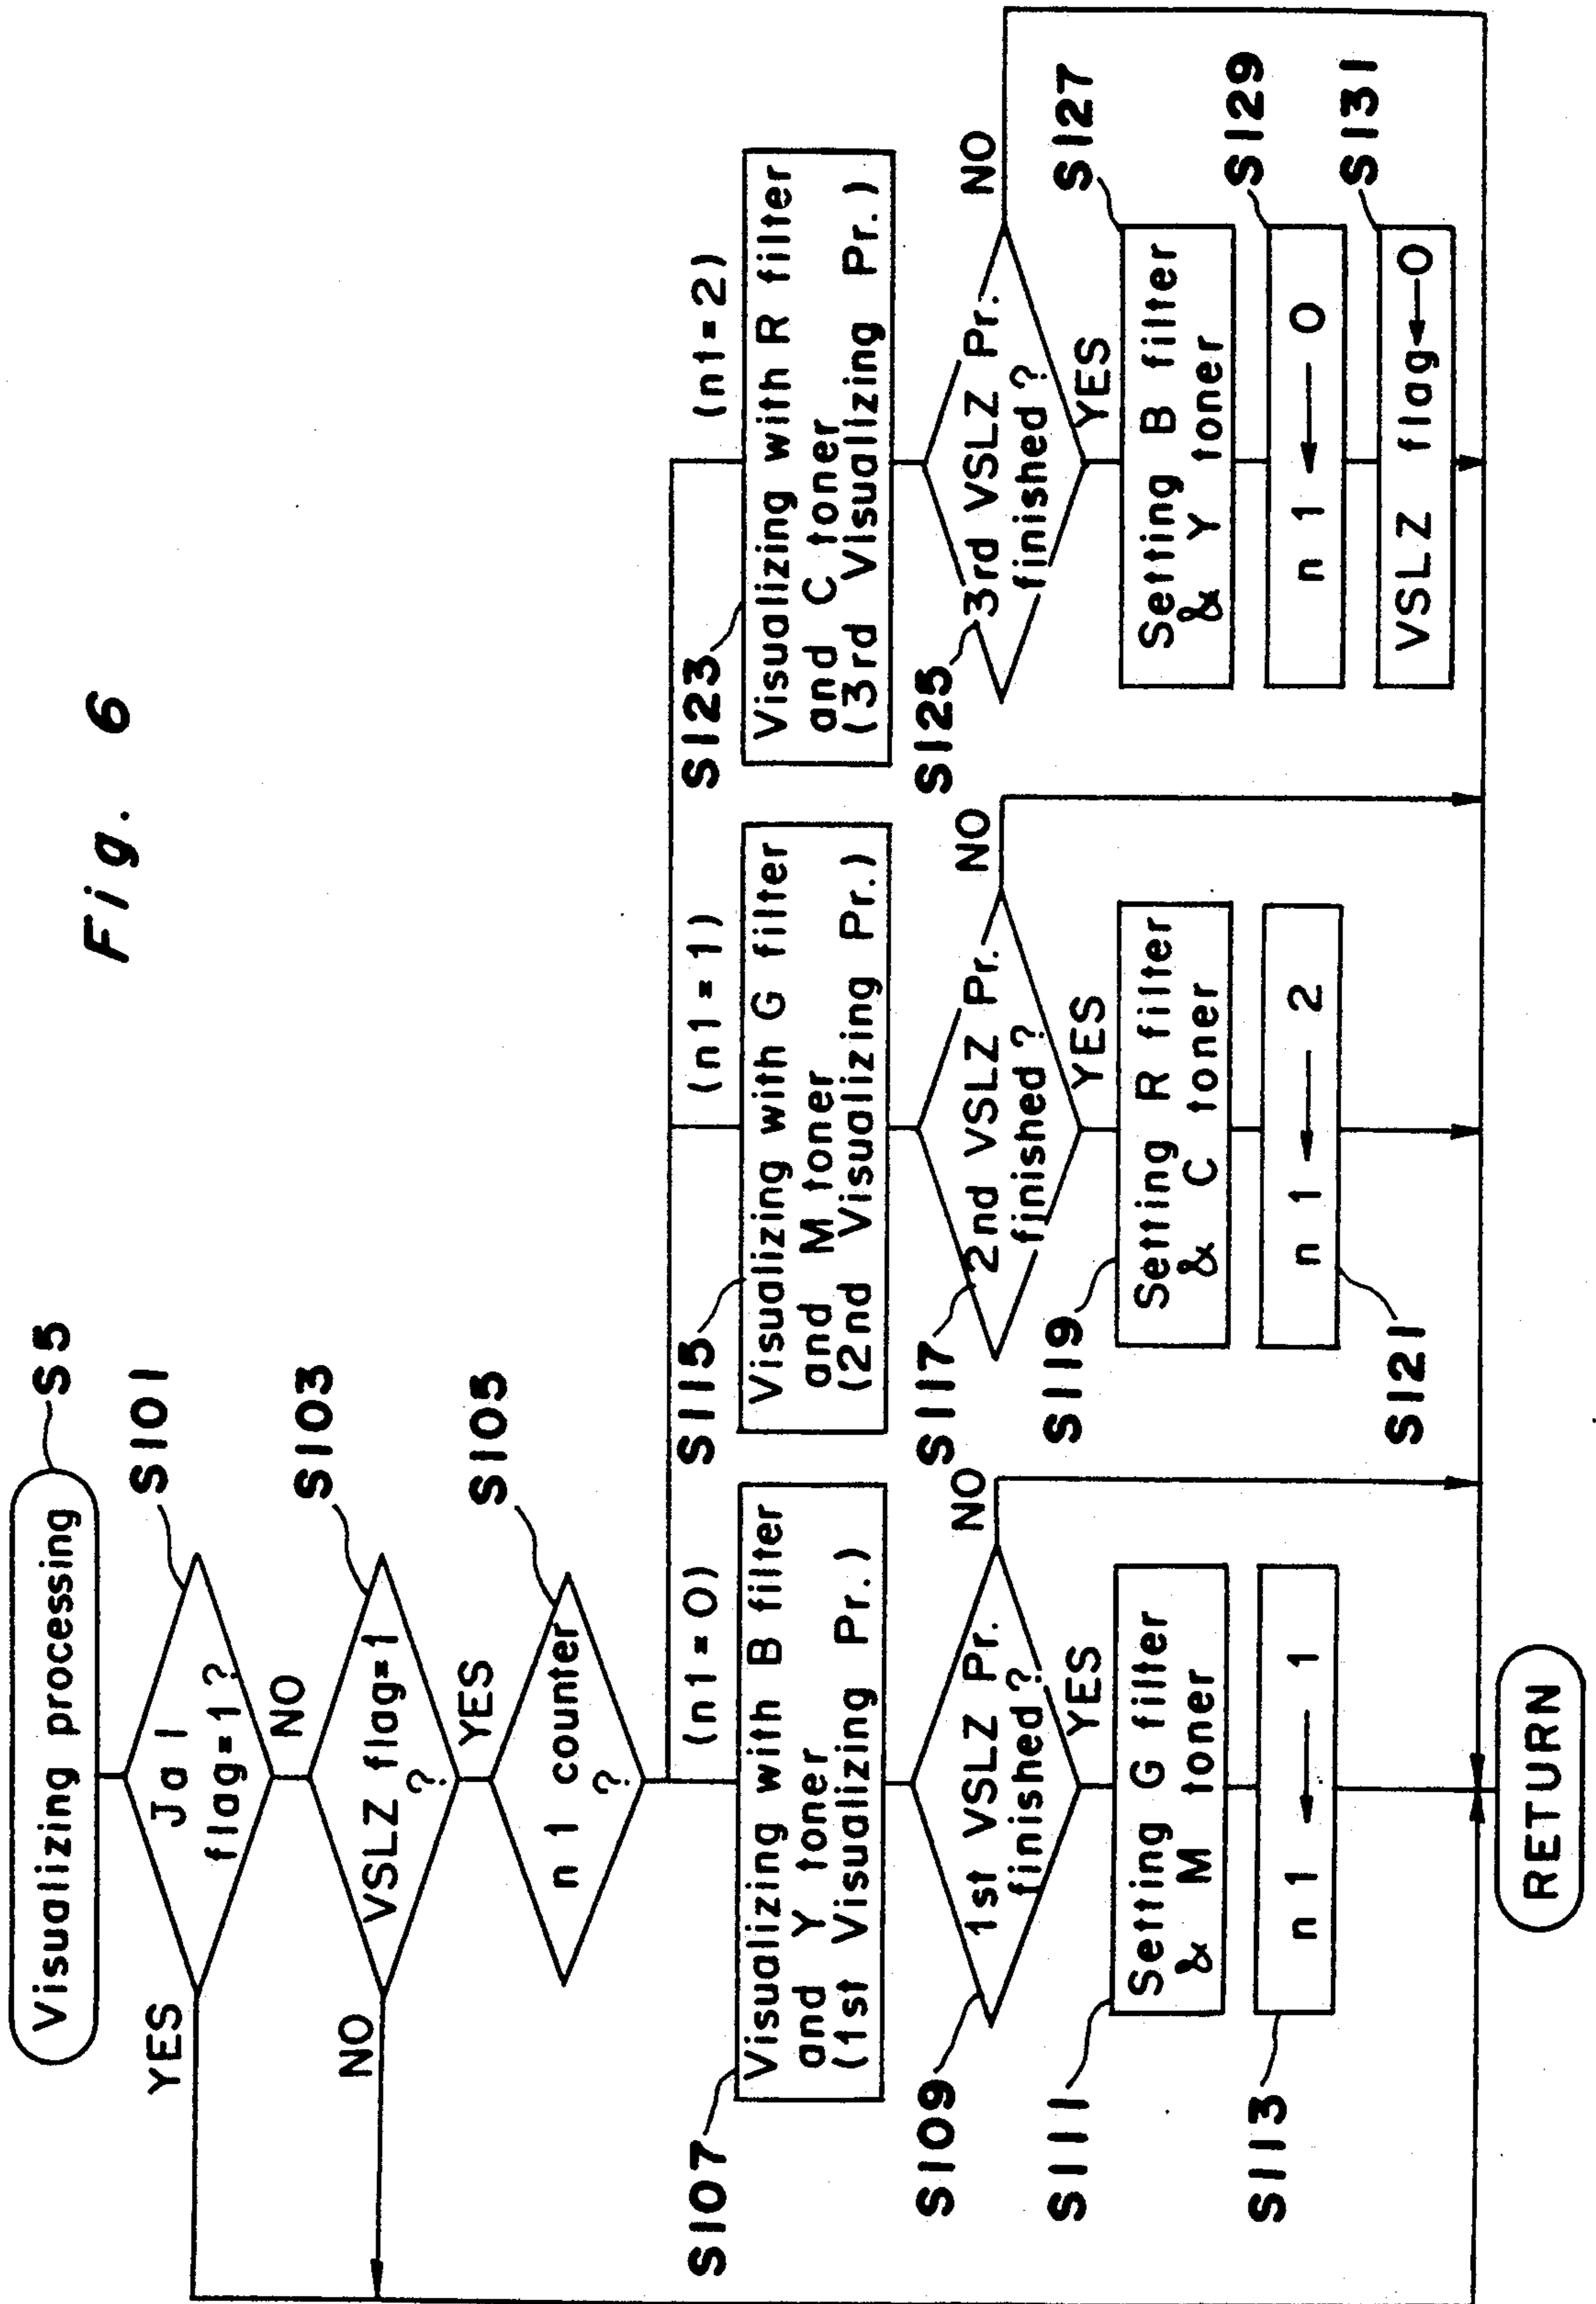 Fig. 6
Visualizing processing
S5
Ja1
flag=1?
S101
YES
NO
VSLZ flag=1
?
S103
NO
YES
n1 counter
?
S105
(n1=0)
(n1=1)
(n1=2)
S107
Visualizing with B filter
and Y toner
(1st Visualizing Pr.)
S109
1st VSLZ Pr.
finished?
NO
YES
S111
Setting G filter
& M toner
S113
n1 ← 1
S115
Visualizing with G filter
and M toner
(2nd Visualizing Pr.)
S117
2nd VSLZ Pr.
finished?
NO
YES
S119
Setting R filter
& C toner
n1 ← 2
S121
S123
Visualizing with R filter
and C toner
(3rd Visualizing Pr.)
S125
3rd VSLZ Pr.
finished?
NO
YES
S127
Setting B filter
& Y toner
S129
n1 ← 0
S131
VSLZ flag←0
RETURN